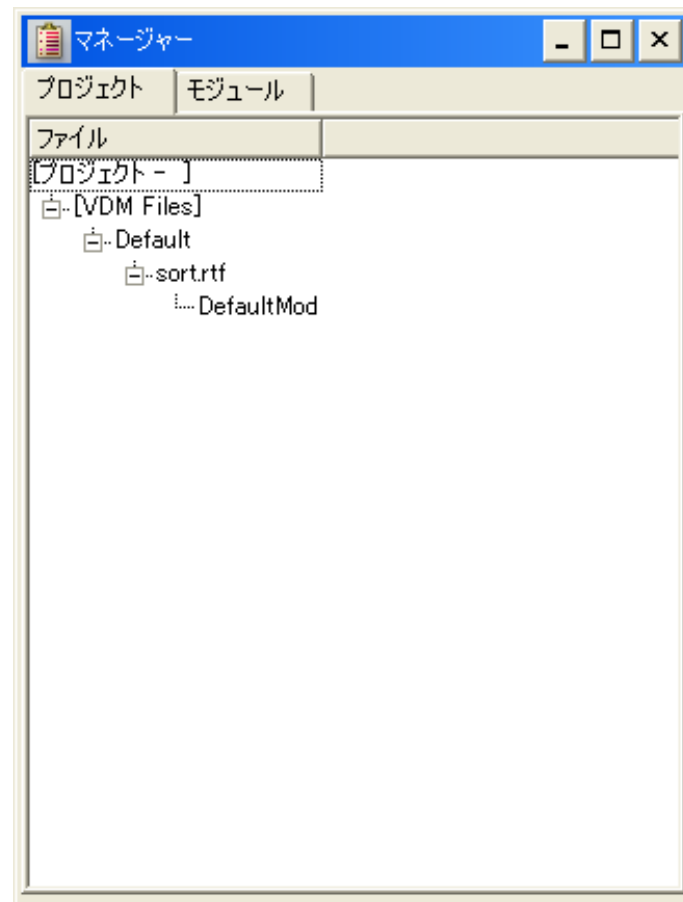 マネージャー
プロジェクト モジュール
ファイル
[プロジェクト - ]
[VDM Files]
Default
sort.rtf
DefaultMod